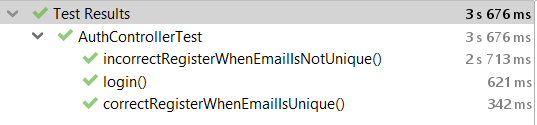 Test Results 3 s 676 ms
AuthControllerTest 3 s 676 ms
incorrectRegisterWhenEmailIsNotUnique() 2 s 713 ms
login() 621 ms
correctRegisterWhenEmailIsUnique() 342 ms